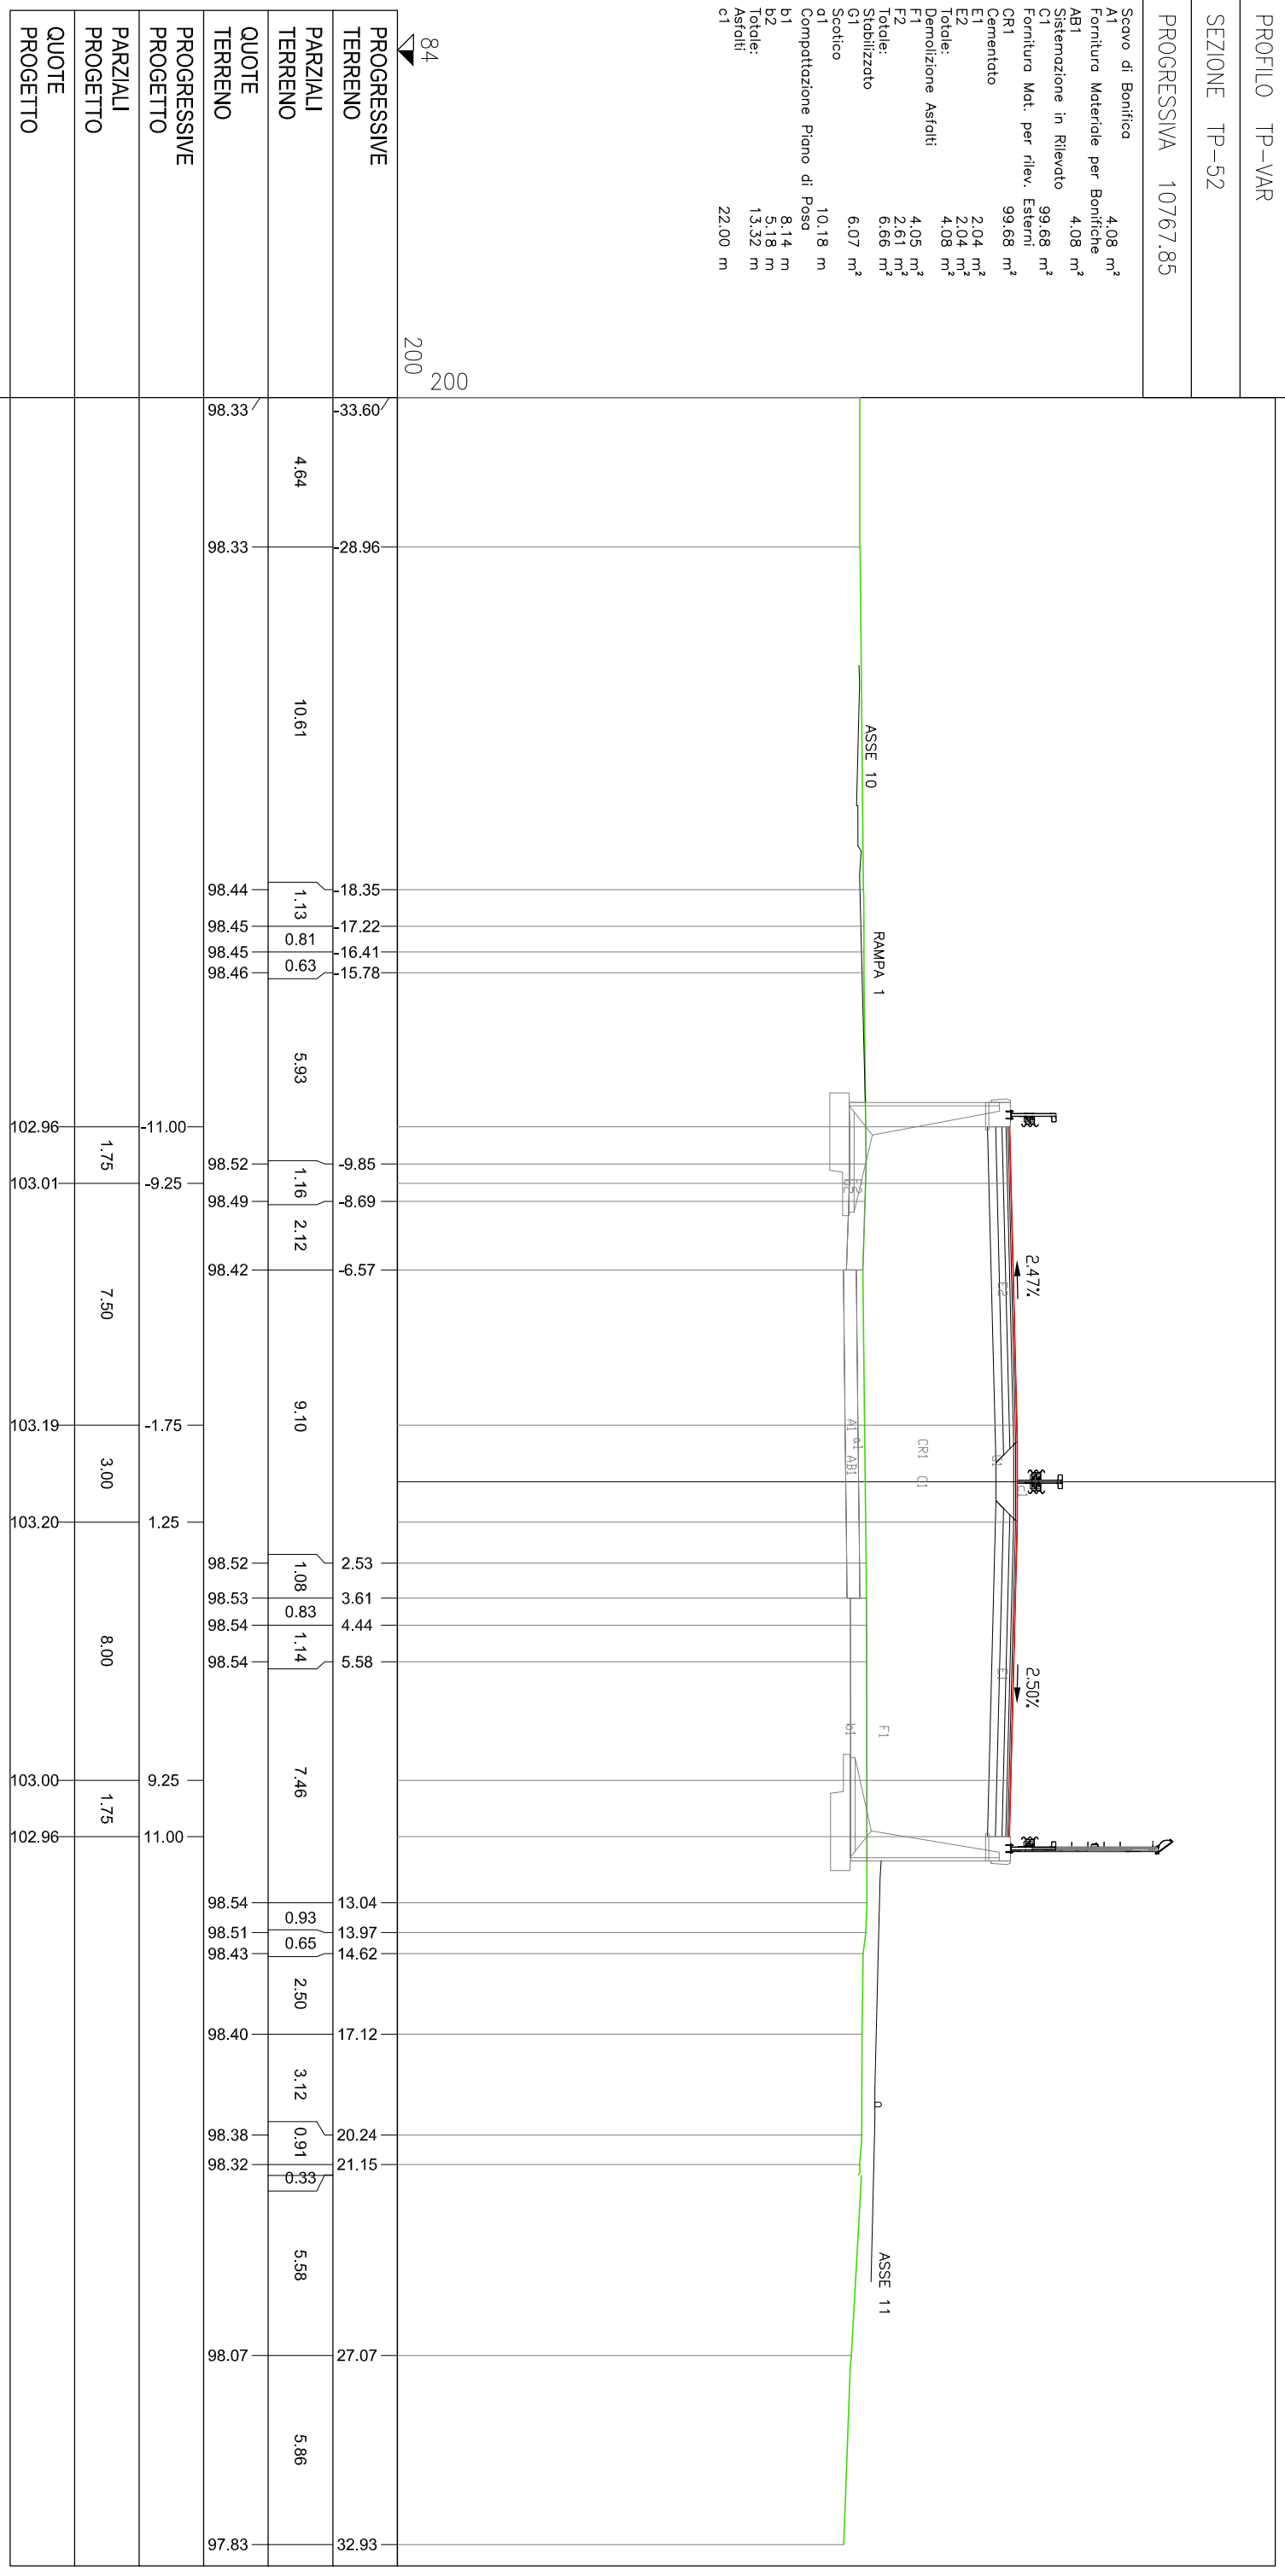 PROFILO TP-VAR
SEZIONE TP-52
PROGRESSIVA 10767.85
Scavo di Bonifica
A1 4.08 m²
Fornitura Materiale per Bonifiche
AB1 4.08 m²
Sistemazione in Rilevato
C1 99.68 m²
Fornitura Mat. per rilev. Esterni
CR1 99.68 m²
Cementato
E1 2.04 m²
E2 2.04 m²
Totale: 4.08 m²
Demolizione Asfalti
F1 4.05 m²
F2 2.61 m²
Totale: 6.66 m²
Stabilizzato
G1 6.07 m²
Scotico
a1 10.18 m
Compattazione Piano di Posa
b1 8.14 m
b2 5.18 m
Totale: 13.32 m
Asfalti
c1 22.00 m
2.47% 2.50%
E2 G1 c1 E1
CR1 C1
ASSE 10 RAMPA 1 F1 ASSE 11
b2 F2 A1 a1 AB1 b1
200
200
84
PROGRESSIVE TERRENO -33.60 -28.96 -18.35 -17.22 -16.41 -15.78 -9.85 -8.69 -6.57 2.53 3.61 4.44 5.58 13.04 13.97 14.62 17.12 20.24 21.15 27.07 32.93
PARZIALI TERRENO 4.64 10.61 1.13 0.81 0.63 5.93 1.16 2.12 9.10 1.08 0.83 1.14 7.46 0.93 0.65 2.50 3.12 0.91 0.33 5.58 5.86
QUOTE TERRENO 98.33 98.33 98.44 98.45 98.45 98.46 98.52 98.49 98.42 98.52 98.53 98.54 98.54 98.54 98.51 98.43 98.40 98.38 98.32 98.07 97.83
PROGRESSIVE PROGETTO -11.00 -9.25 -1.75 1.25 9.25 11.00
PARZIALI PROGETTO 1.75 7.50 3.00 8.00 1.75
QUOTE PROGETTO 102.96 103.01 103.19 103.20 103.00 102.96